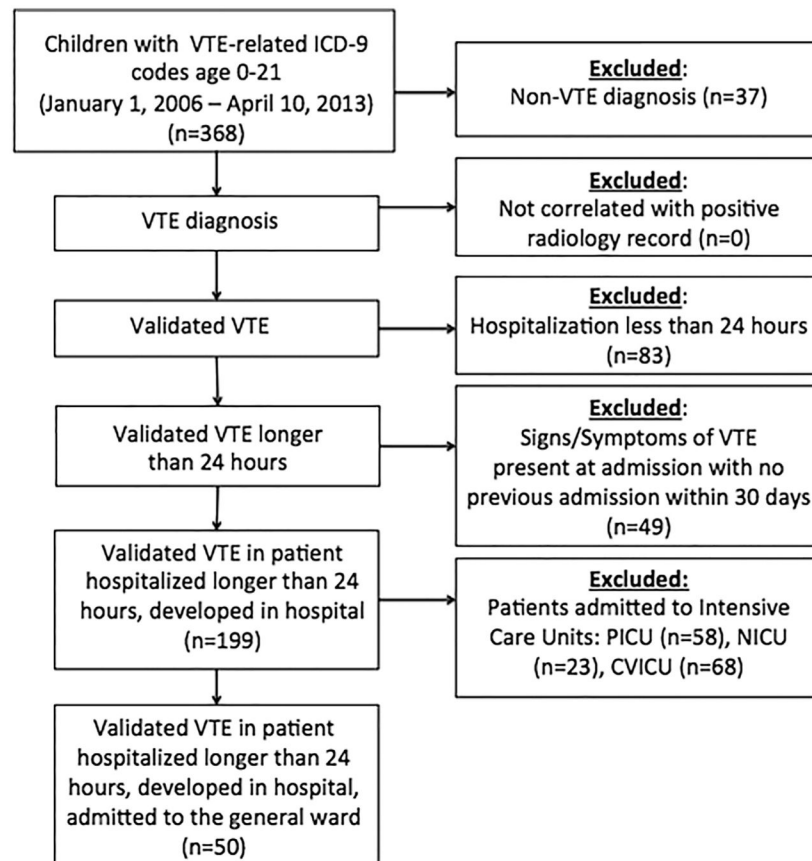 Children with VTE-related ICD-9
codes age 0-21
(January 1, 2006 – April 10, 2013)
(n=368)
Excluded:
Non-VTE diagnosis (n=37)
VTE diagnosis
Excluded:
Not correlated with positive
radiology record (n=0)
Validated VTE
Excluded:
Hospitalization less than 24 hours
(n=83)
Validated VTE longer
than 24 hours
Excluded:
Signs/Symptoms of VTE
present at admission with no
previous admission within 30 days
(n=49)
Validated VTE in patient
hospitalized longer than 24
hours, developed in hospital
(n=199)
Excluded:
Patients admitted to Intensive
Care Units: PICU (n=58), NICU
(n=23), CVICU (n=68)
Validated VTE in patient
hospitalized longer than 24
hours, developed in hospital,
admitted to the general ward
(n=50)